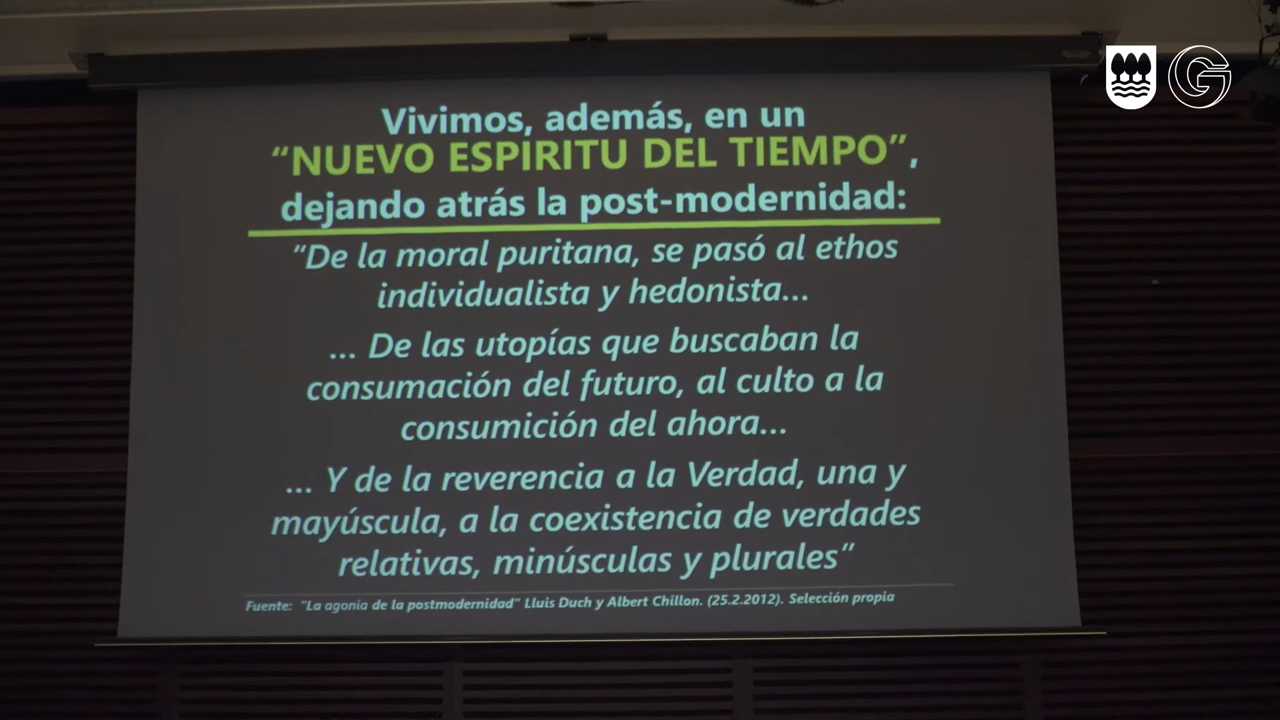 Vivimos, además, en un
“NUEVO ESPIRITU DEL TIEMPO”,
dejando atrás la post-modernidad:
“De la moral puritana, se pasó al ethos
individualista y hedonista...
... De las utopías que buscaban la
consumación del futuro, al culto a la
consumición del ahora...
... Y de la reverencia a la Verdad, una y
mayúscula, a la coexistencia de verdades
relativas, minúsculas y plurales”
Fuente: “La agonía de la postmodernidad” Lluis Duch y Albert Chillon. (25.2.2012). Selección propia
G